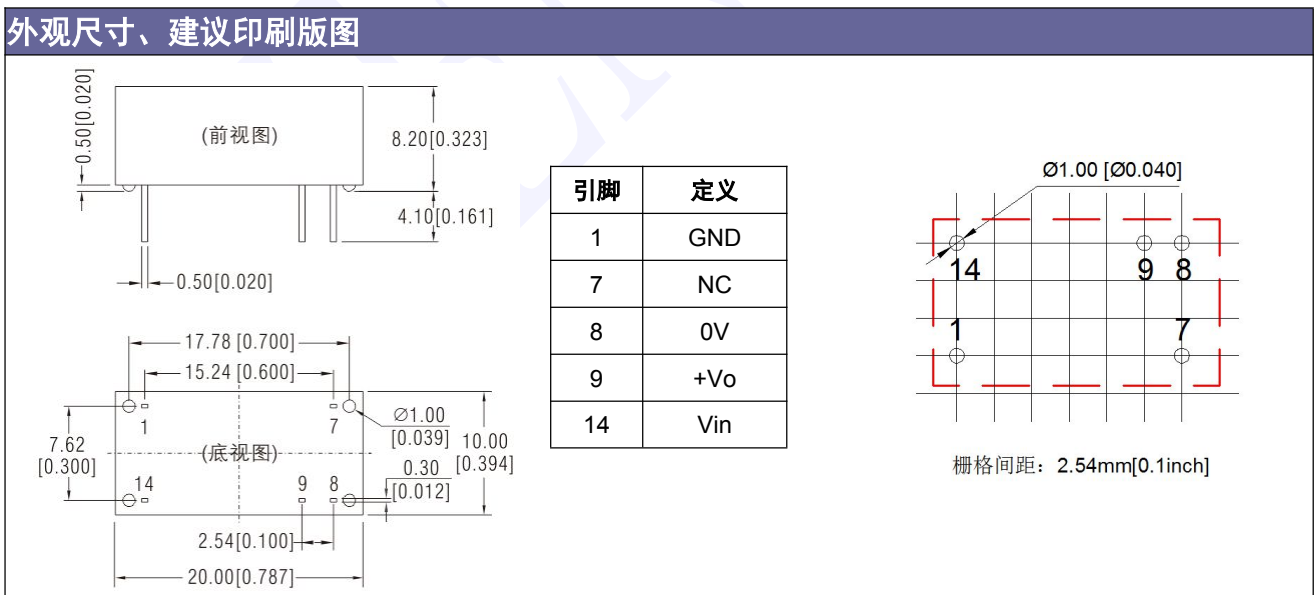 外观尺寸、建议印刷版图
0.50[0.020]
(前视图)
8.20[0.323]
4.10[0.161]
0.50[0.020]
17.78 [0.700]
15.24 [0.600]
1
7
Ø1.00
[0.039]
7.62
[0.300]
(底视图)
10.00
[0.394]
0.30
[0.012]
14
9 8
2.54[0.100]
20.00[0.787]
引脚 定义
1 GND
7 NC
8 0V
9 +Vo
14 Vin
Ø1.00 [Ø0.040]
14 9 8
1 7
栅格间距：2.54mm[0.1inch]